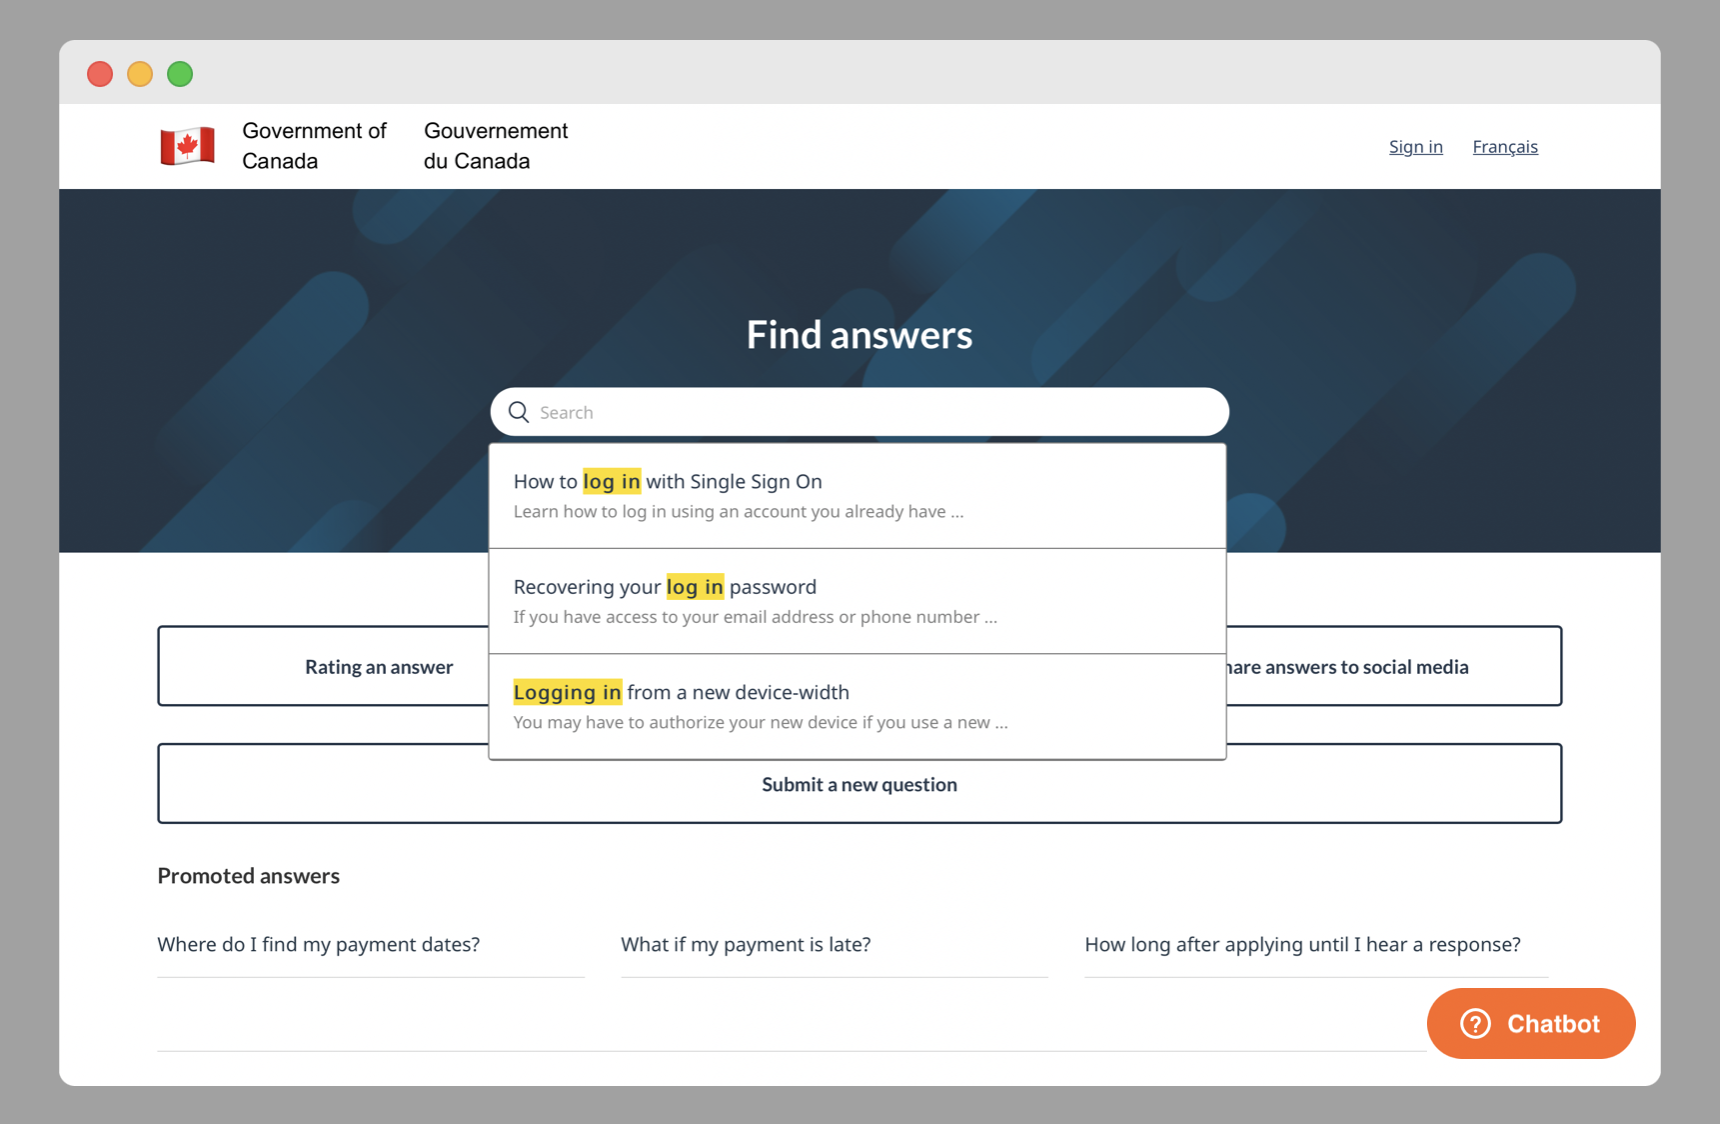 Government of
Canada
Gouvernement
du Canada
Sign in
Français
Find answers
Search
How to log in with Single Sign On
Learn how to log in using an account you already have ...
Recovering your log in password
If you have access to your email address or phone number ...
Logging in from a new device-width
You may have to authorize your new device if you use a new ...
Rating an answer
answers to social media
Submit a new question
Promoted answers
Where do I find my payment dates?
What if my payment is late?
How long after applying until I hear a response?
? Chatbot